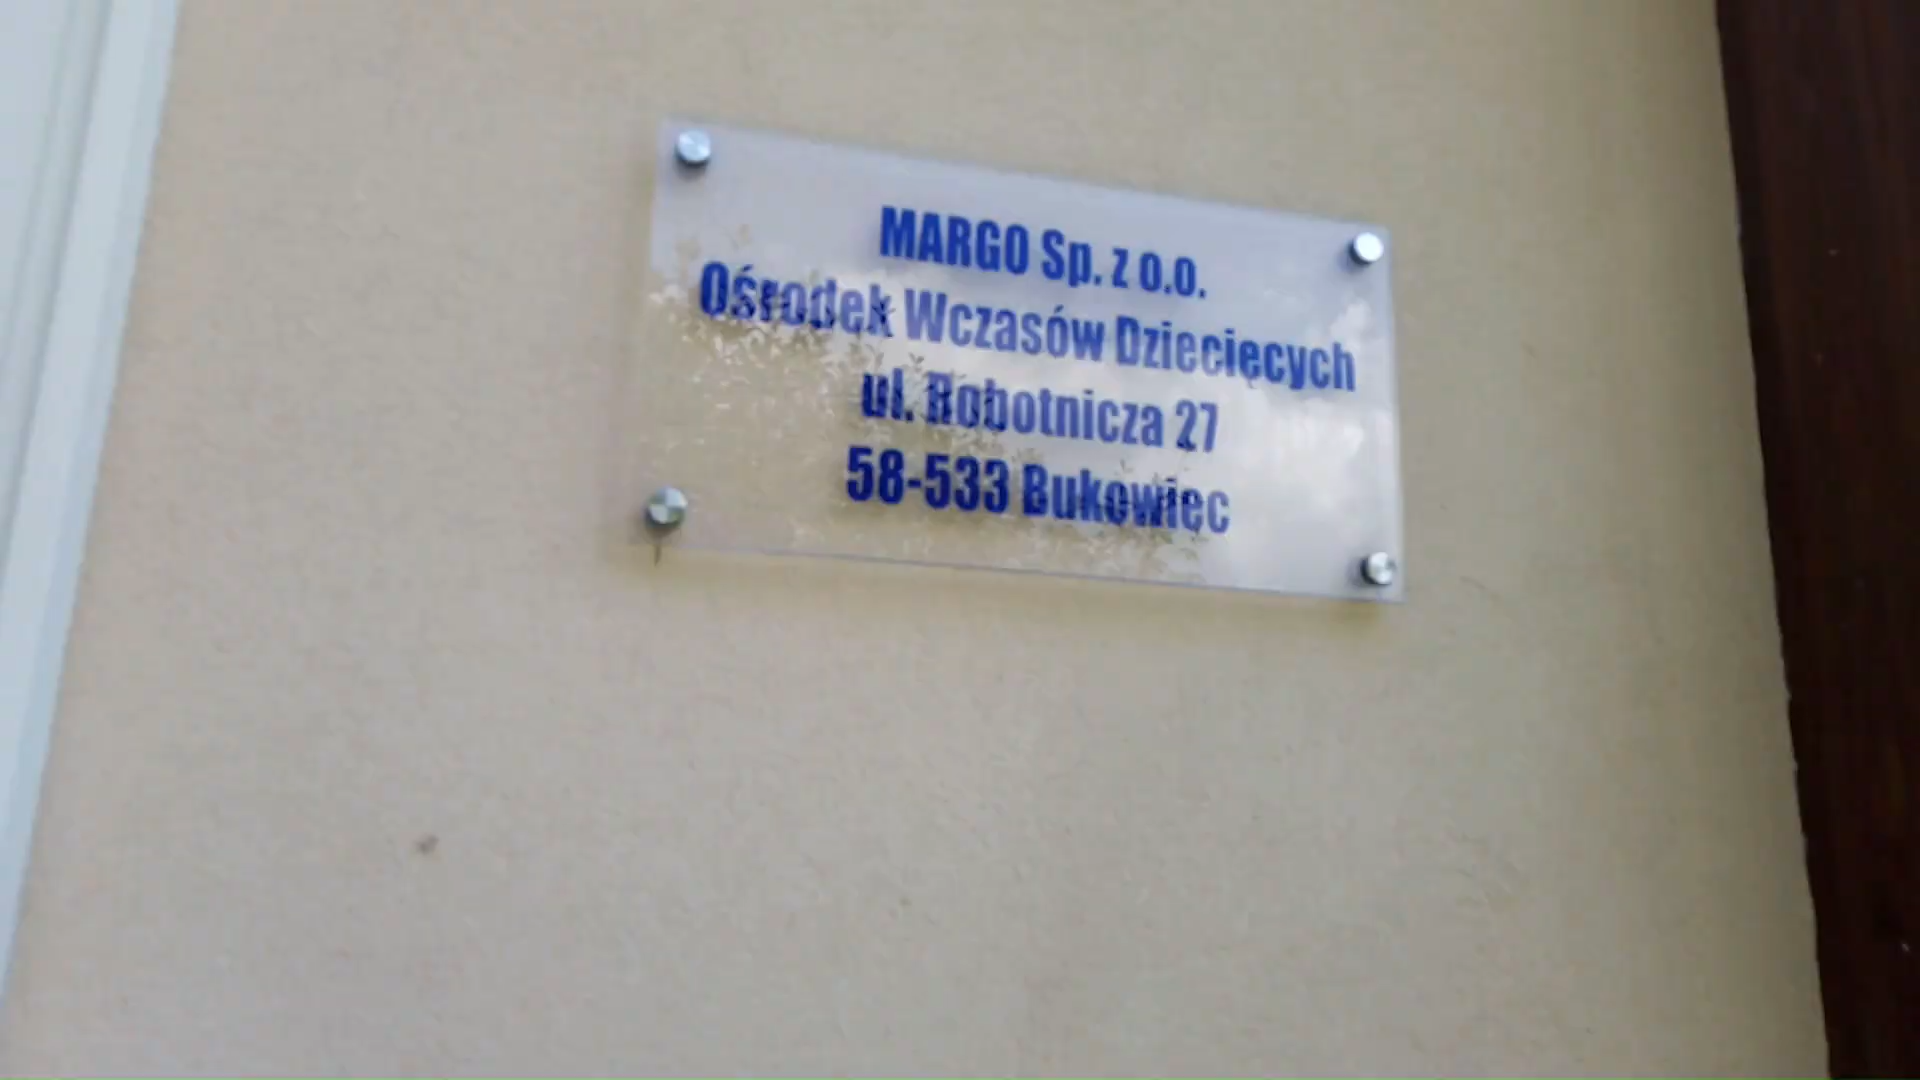 MARGO Sp. z o.o.
Ośrodek Wczasów Dziecięcych
ul. Robotnicza 27
58-533 Bukowiec